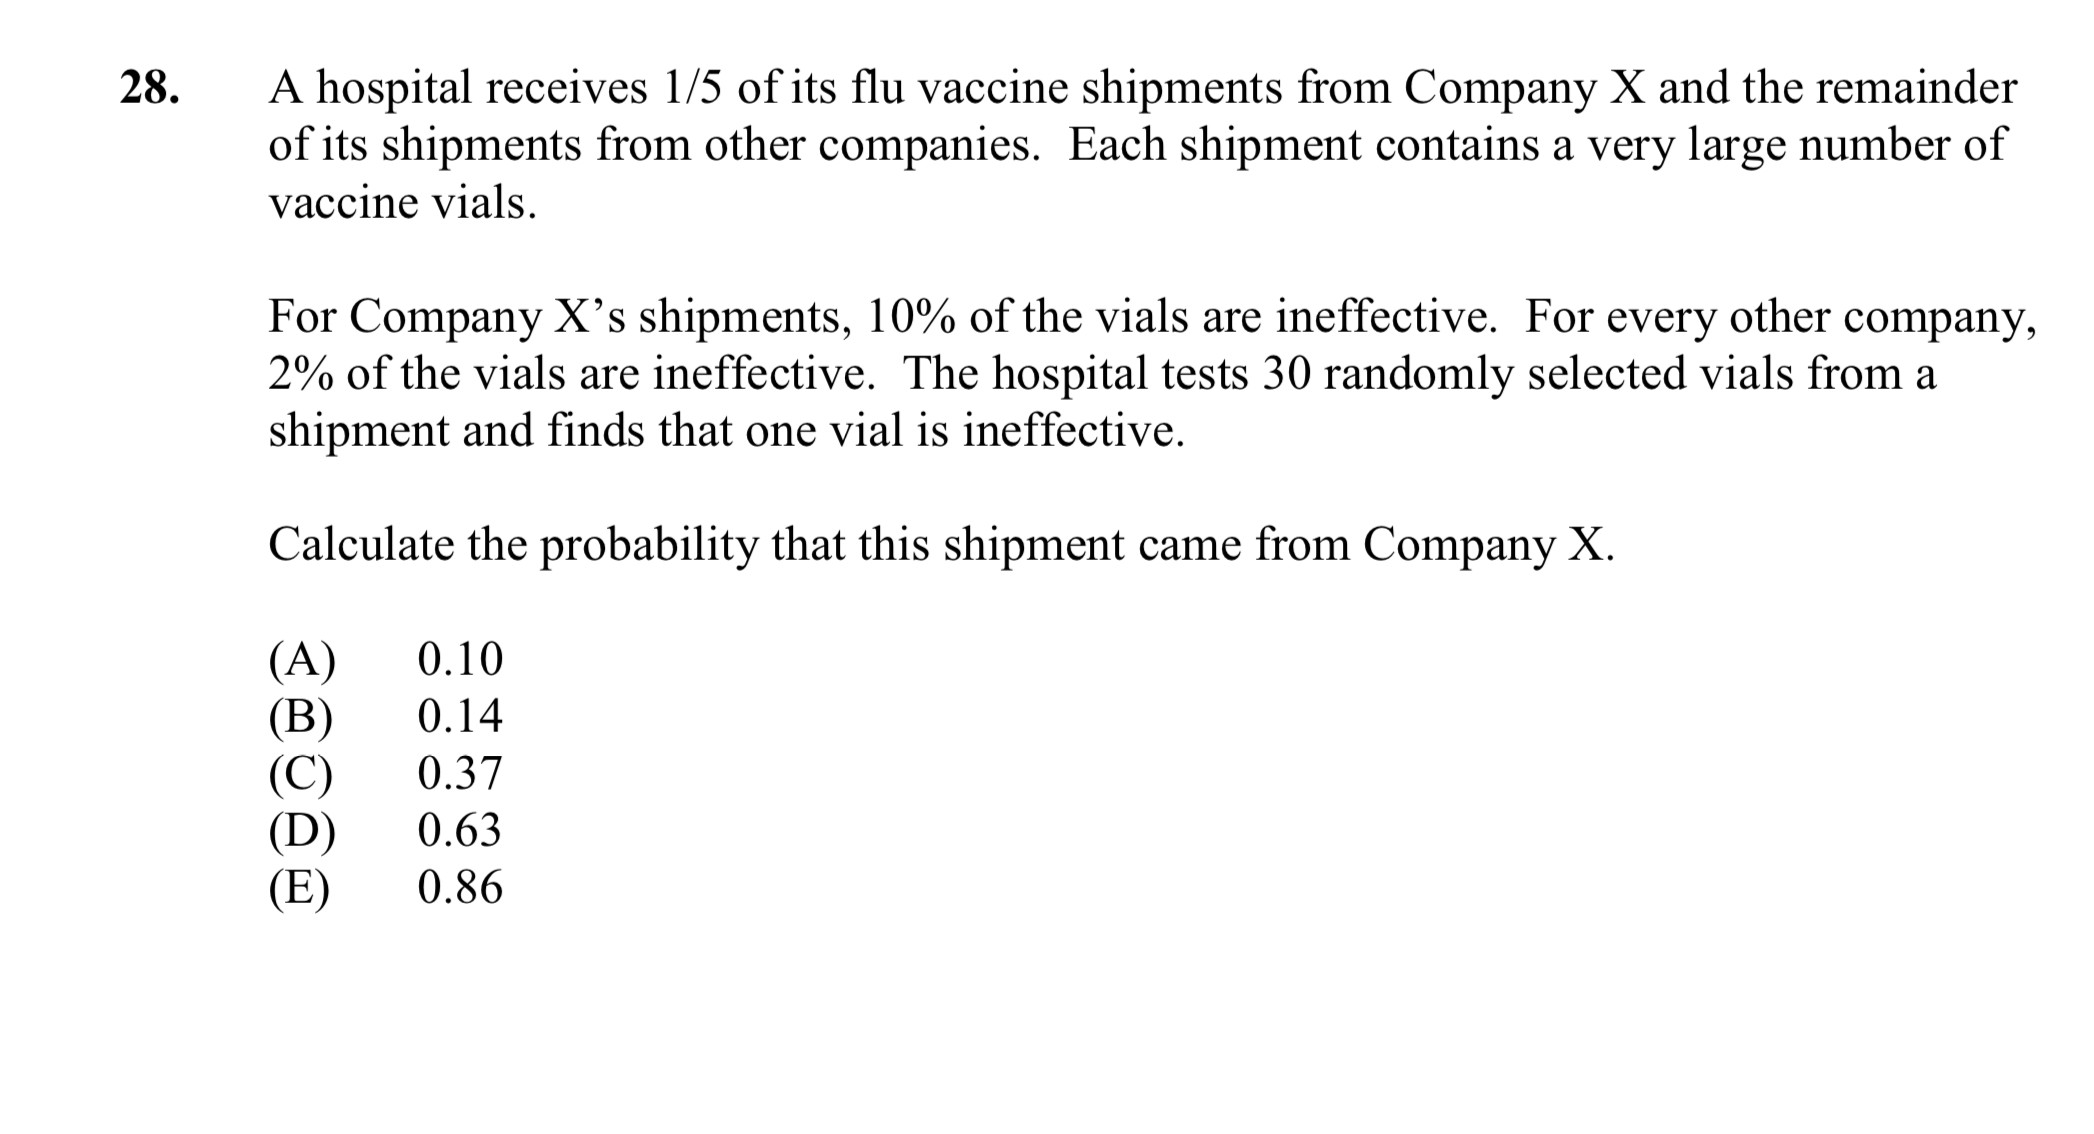 28. A hospital receives 1/5 of its flu vaccine shipments from Company X and the remainder
of its shipments from other companies.  Each shipment contains a very large number of
vaccine vials.
For Company X’s shipments, 10% of the vials are ineffective.  For every other company,
2% of the vials are ineffective.  The hospital tests 30 randomly selected vials from a
shipment and finds that one vial is ineffective.
Calculate the probability that this shipment came from Company X.
(A) 0.10
(B) 0.14
(C) 0.37
(D) 0.63
(E) 0.86